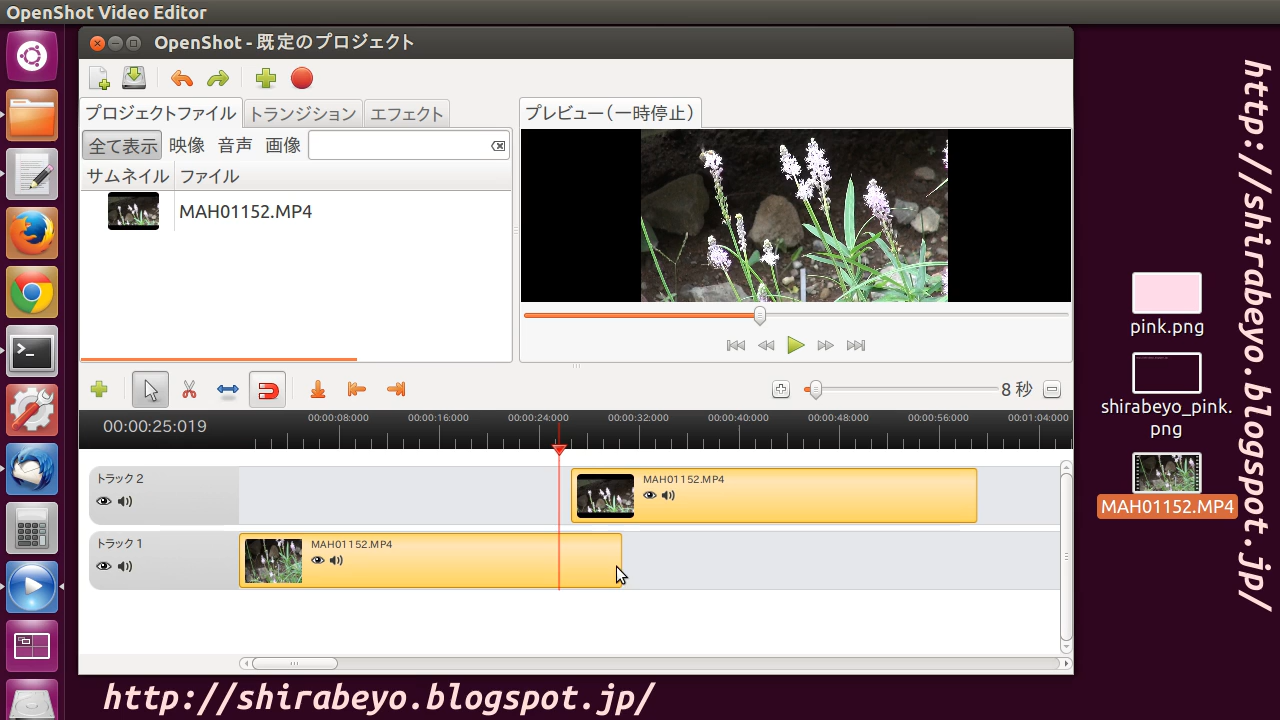 OpenShot Video Editor
OpenShot - 既定のプロジェクト
プロジェクトファイル トランジション エフェクト
プレビュー（一時停止）
全て表示 映像 音声 画像
サムネイル ファイル
MAH01152.MP4
8 秒
00:00:25:019
00:00:08:000 00:00:16:000 00:00:24:000 00:00:32:000 00:00:40:000 00:00:48:000 00:00:56:000 00:01:04:000
トラック 2
MAH01152.MP4
トラック 1
MAH01152.MP4
pink.png
shirabeyo_pink.
png
MAH01152.MP4
http://shirabeyo.blogspot.jp/
http://shirabeyo.blogspot.jp/